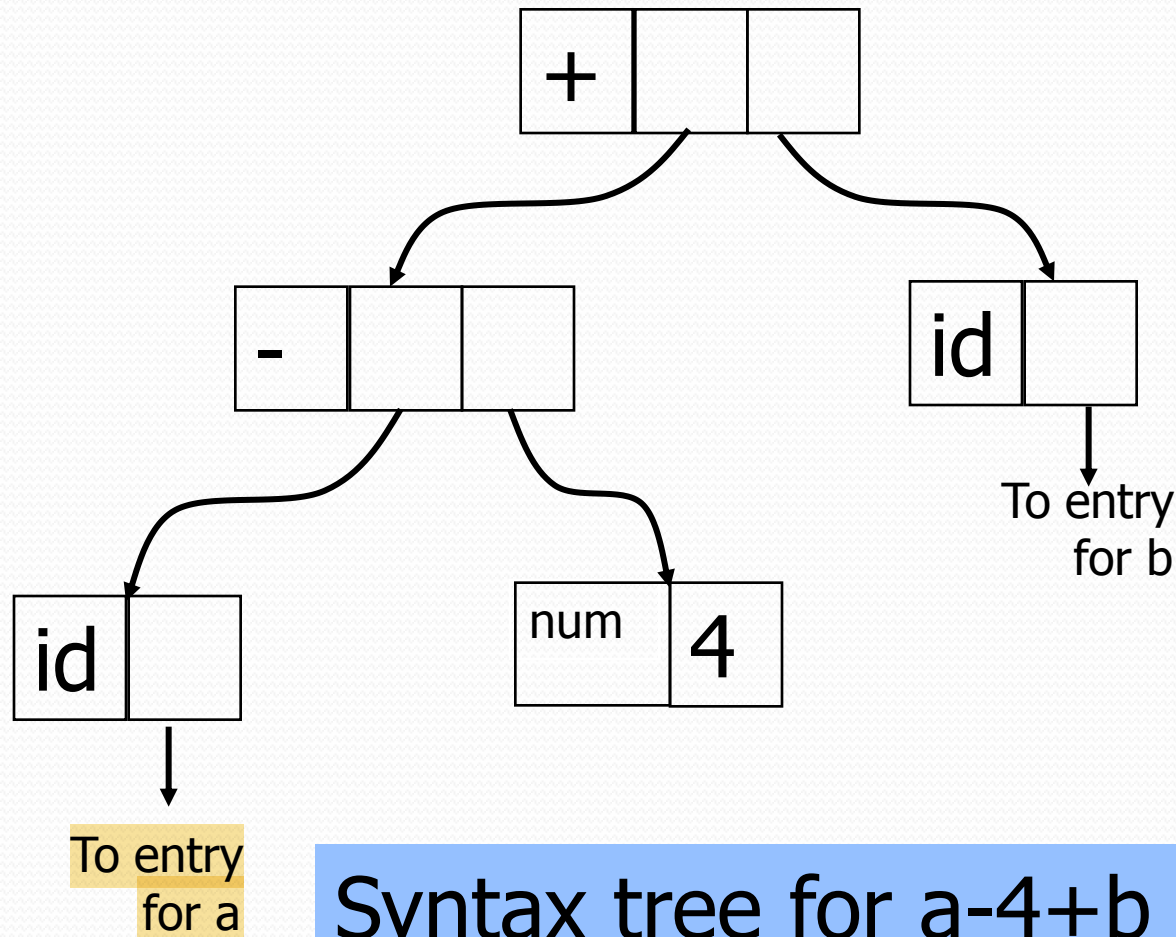 +
-
id
To entry
for b
id
num
4
To entry
for a
Syntax tree for a-4+b